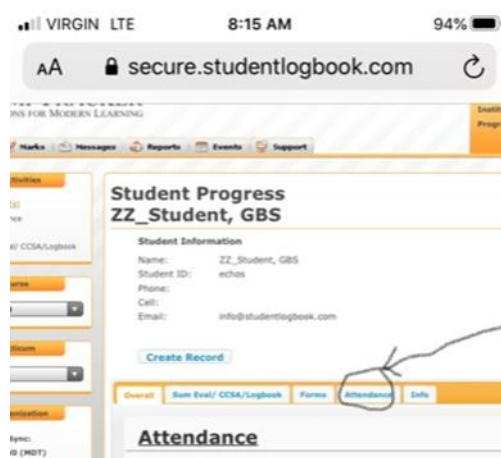 VIRGIN LTE 8:15 AM 94%
AA secure.studentlogbook.com
ONS FOR MODERN LEARNING
Marks Messages Reports Events Support
Student Progress
ZZ_Student, GBS
Student Information
Name: ZZ_Student, GBS
Student ID: echos
Phone:
Cell:
Email: info@studentlogbook.com
Create Record
Overall Sum Eval/ CCSA/Logbook Forms Attendance Info
Attendance